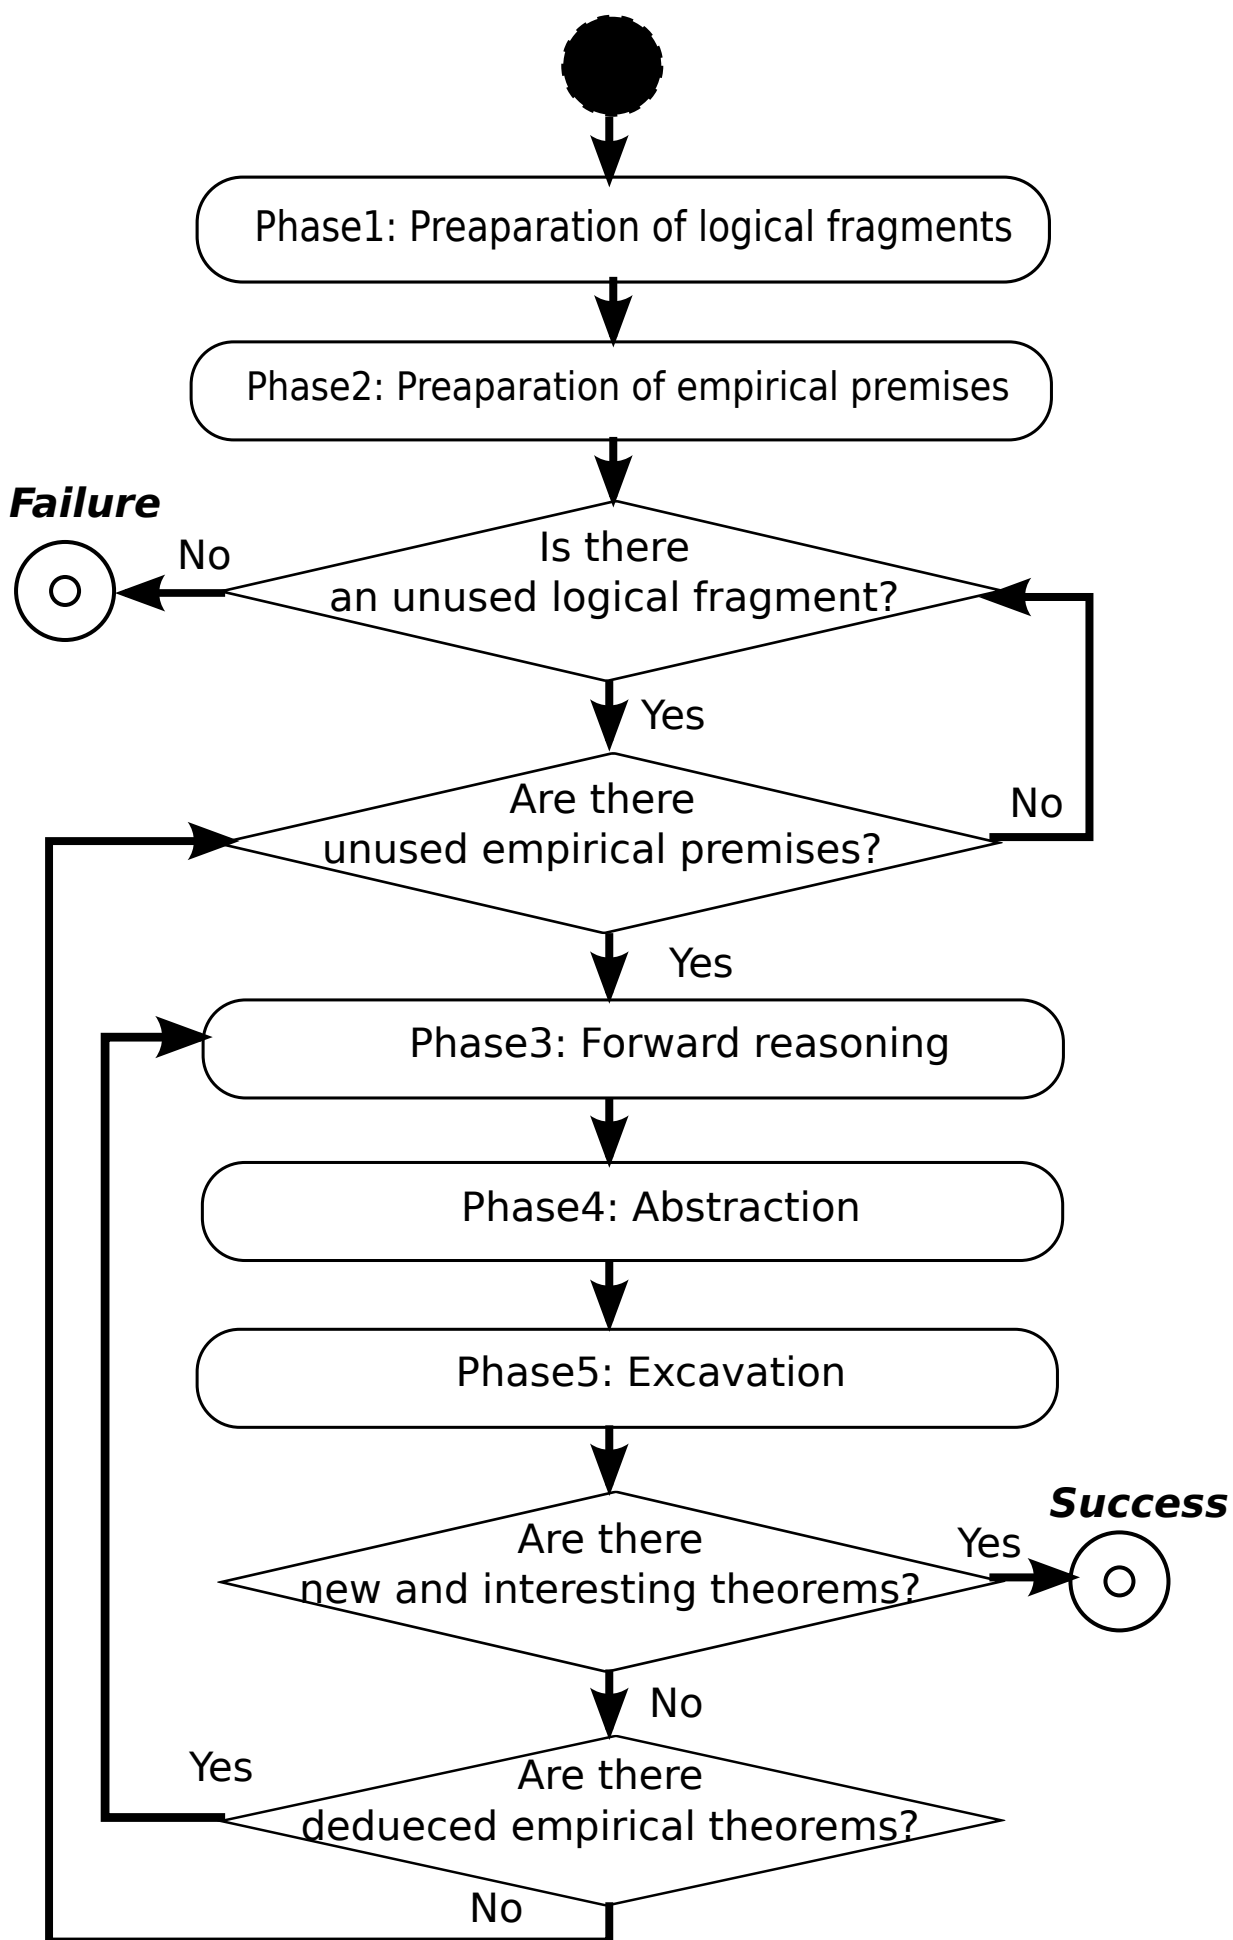 Phase1: Preaparation of logical fragments
Phase2: Preaparation of empirical premises
Failure
No
Is there
an unused logical fragment?
Yes
Are there
unused empirical premises?
No
Yes
Phase3: Forward reasoning
Phase4: Abstraction
Phase5: Excavation
Success
Are there
new and interesting theorems?
Yes
No
Yes
Are there
dedueced empirical theorems?
No